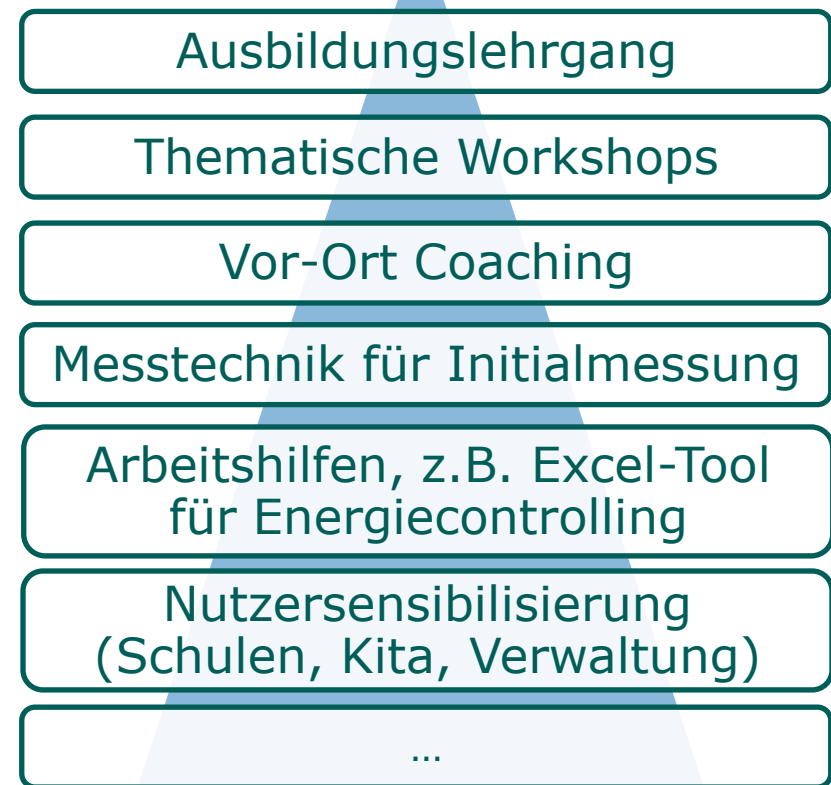 Ausbildungslehrgang
Thematische Workshops
Vor-Ort Coaching
Messtechnik für Initialmessung
Arbeitshilfen, z.B. Excel-Tool
für Energiecontrolling
Nutzersensibilisierung
(Schulen, Kita, Verwaltung)
…